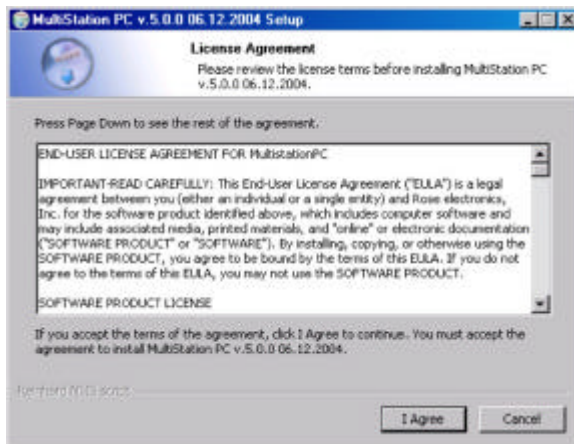 MultiStation PC v.5.0.0 06.12.2004 Setup
License Agreement
Please review the license terms before installing MultiStation PC
v.5.0.0 06.12.2004.
Press Page Down to see the rest of the agreement.
END-USER LICENSE AGREEMENT FOR MultistationPC
IMPORTANT-READ CAREFULLY: This End-User License Agreement ("EULA") is a legal
agreement between you (either an individual or a single entity) and Rose electronics,
Inc. for the software product identified above, which includes computer software and
may include associated media, printed materials, and "online" or electronic documentation
("SOFTWARE PRODUCT" or "SOFTWARE"). By installing, copying, or otherwise using the
SOFTWARE PRODUCT, you agree to be bound by the terms of this EULA. If you do not
agree to the terms of this EULA, you may not use the SOFTWARE PRODUCT.
SOFTWARE PRODUCT LICENSE
If you accept the terms of the agreement, click I Agree to continue. You must accept the
agreement to install MultiStation PC v.5.0.0 06.12.2004.
script
I Agree
Cancel